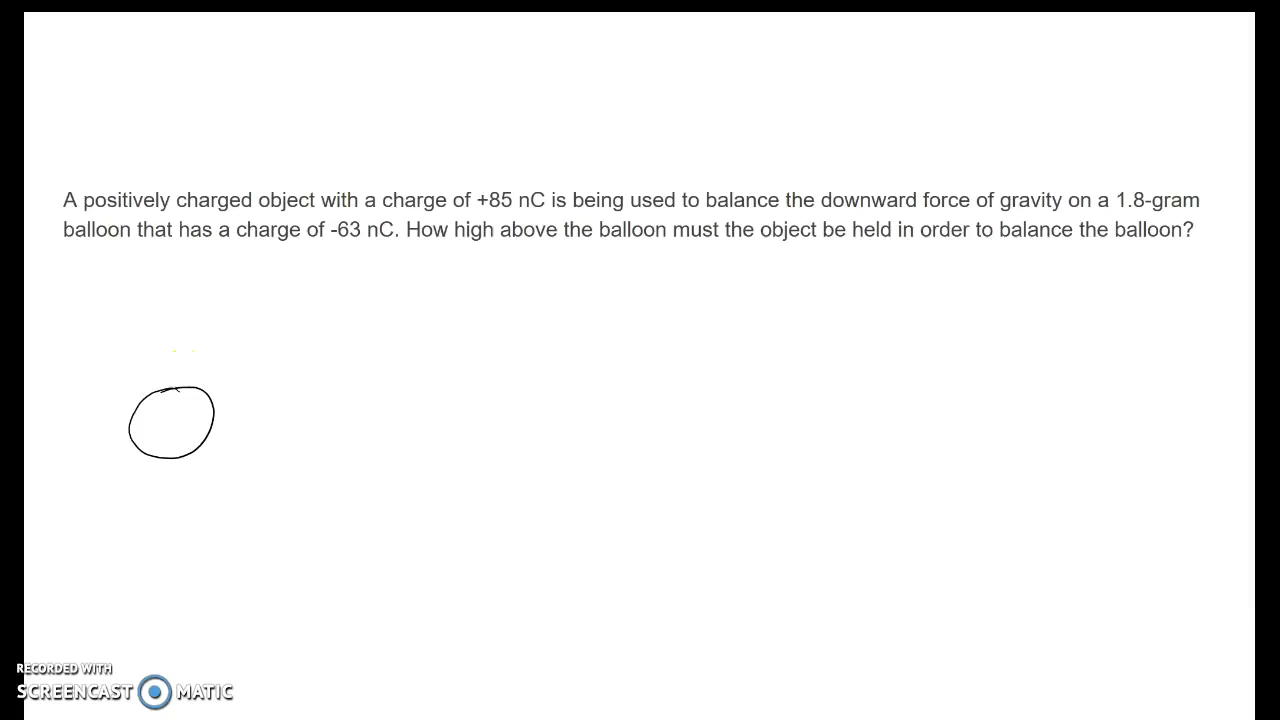 A positively charged object with a charge of +85 nC is being used to balance the downward force of gravity on a 1.8-gram
balloon that has a charge of -63 nC. How high above the balloon must the object be held in order to balance the balloon?
RECORDED WITH
SCREENCAST MATIC